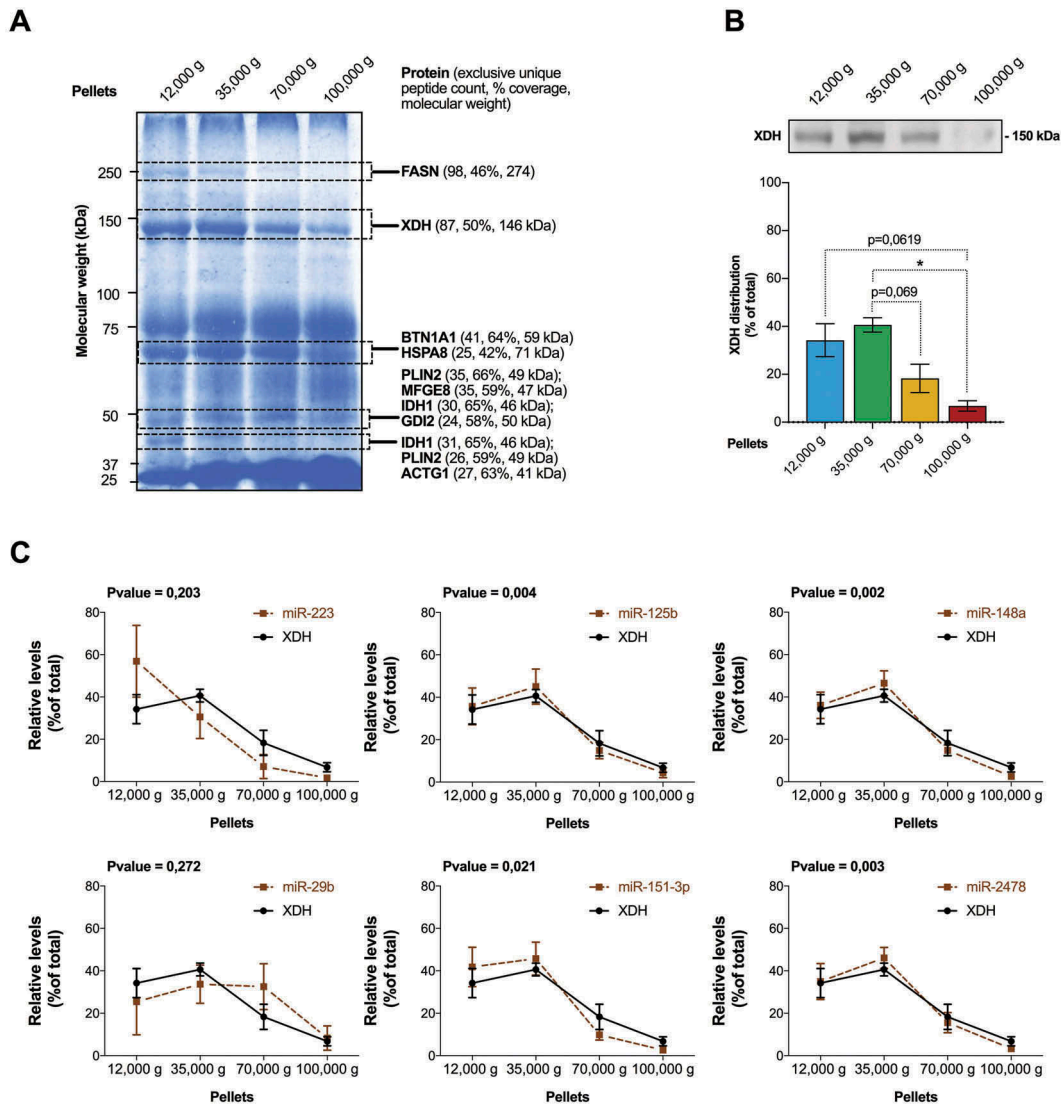 A
Pellets
12,000 g
35,000 g
70,000 g
100,000 g
Protein (exclusive unique
peptide count, % coverage,
molecular weight)
Molecular weight (kDa)
250
150
100
75
50
37
25
FASN (98, 46%, 274)
XDH (87, 50%, 146 kDa)
BTN1A1 (41, 64%, 59 kDa)
HSPA8 (25, 42%, 71 kDa)
PLIN2 (35, 66%, 49 kDa);
MFGE8 (35, 59%, 47 kDa)
IDH1 (30, 65%, 46 kDa);
GDI2 (24, 58%, 50 kDa)
IDH1 (31, 65%, 46 kDa);
PLIN2 (26, 59%, 49 kDa)
ACTG1 (27, 63%, 41 kDa)
B
12,000 g
35,000 g
70,000 g
100,000 g
XDH
- 150 kDa
XDH distribution
(% of total)
100
80
60
40
20
0
p=0,0619
*
p=0,069
Pellets
12,000 g
35,000 g
70,000 g
100,000 g
C
Pvalue = 0,203
miR-223
XDH
Relative levels
(%of total)
80
60
40
20
0
12,000 g 35,000 g 70,000 g 100,000 g
Pellets
Pvalue = 0,004
miR-125b
XDH
Relative levels
(%of total)
80
60
40
20
0
12,000 g 35,000 g 70,000 g 100,000 g
Pellets
Pvalue = 0,002
miR-148a
XDH
Relative levels
(%of total)
80
60
40
20
0
12,000 g 35,000 g 70,000 g 100,000 g
Pellets
Pvalue = 0,272
miR-29b
XDH
Relative levels
(%of total)
80
60
40
20
0
12,000 g 35,000 g 70,000 g 100,000 g
Pellets
Pvalue = 0,021
miR-151-3p
XDH
Relative levels
(%of total)
80
60
40
20
0
12,000 g 35,000 g 70,000 g 100,000 g
Pellets
Pvalue = 0,003
miR-2478
XDH
Relative levels
(%of total)
80
60
40
20
0
12,000 g 35,000 g 70,000 g 100,000 g
Pellets